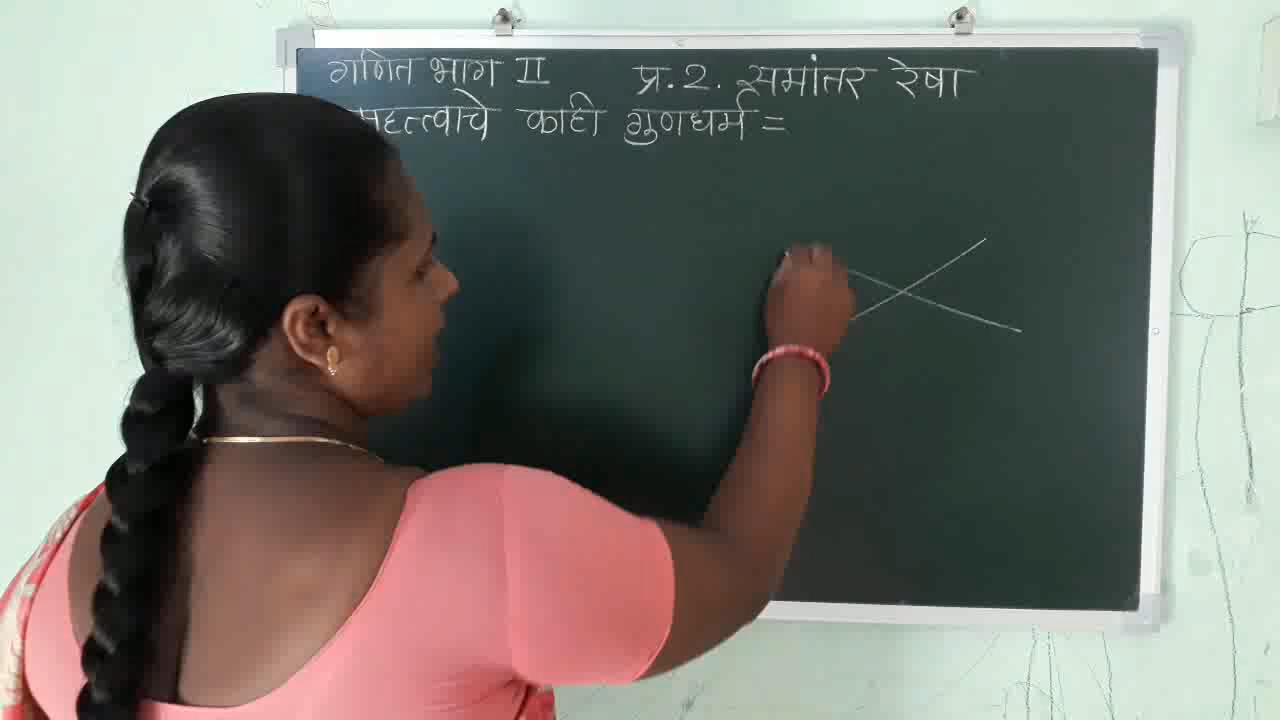 गणित भाग II प्र.2. समांतर रेषा
महत्त्वाचे काही गुणधर्म =